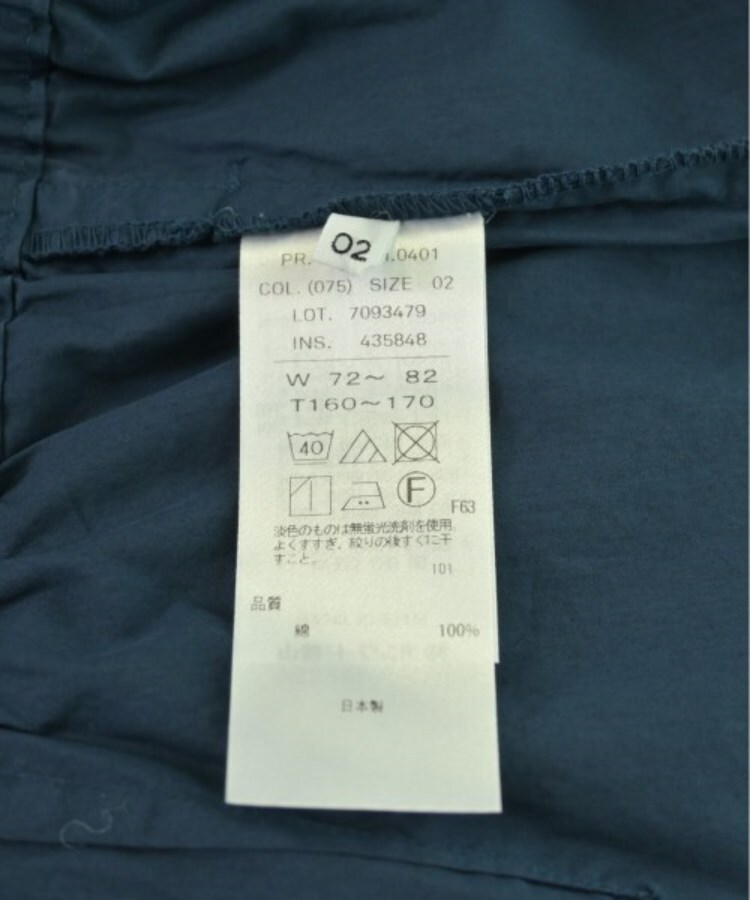 02
PR. .0401
COL. (075) SIZE 02
LOT. 7093479
INS. 435848
W 72～ 82
T160～170
40
F
F63
淡色のものは無蛍光洗剤を使用。
よくすすぎ、絞りの後すぐに干
すこと。
101
品質
綿 100%
日本製